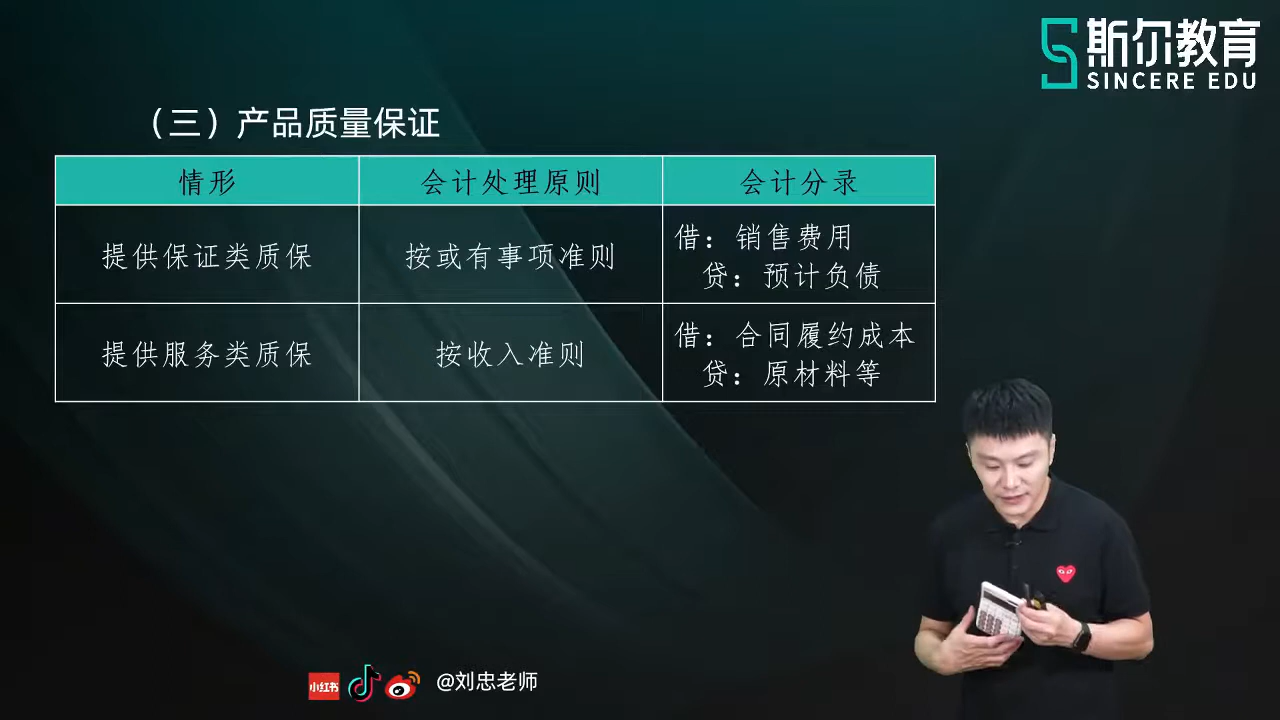 斯尔教育
SINCERE EDU
（三）产品质量保证
情形
会计处理原则
会计分录
提供保证类质保
按或有事项准则
借：销售费用
贷：预计负债
提供服务类质保
按收入准则
借：合同履约成本
贷：原材料等
小红书
@刘忠老师